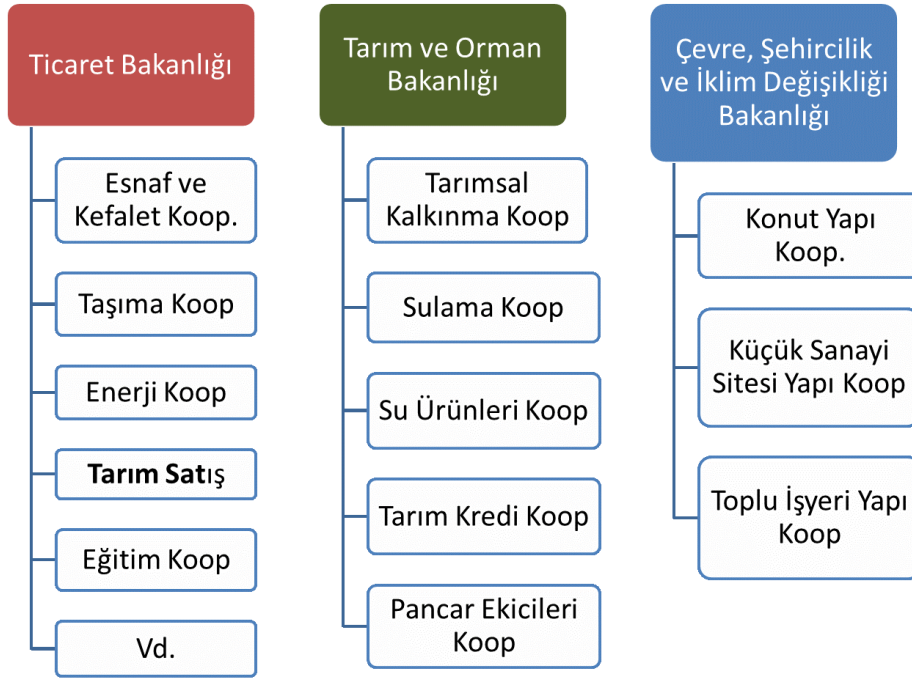 Ticaret Bakanlığı
Esnaf ve
Kefalet Koop.
Taşıma Koop
Enerji Koop
Tarım Satış
Eğitim Koop
Vd.
Tarım ve Orman
Bakanlığı
Tarımsal
Kalkınma Koop
Sulama Koop
Su Ürünleri Koop
Tarım Kredi Koop
Pancar Ekicileri
Koop
Çevre, Şehircilik
ve İklim Değişikliği
Bakanlığı
Konut Yapı
Koop.
Küçük Sanayi
Sitesi Yapı Koop
Toplu İşyeri Yapı
Koop